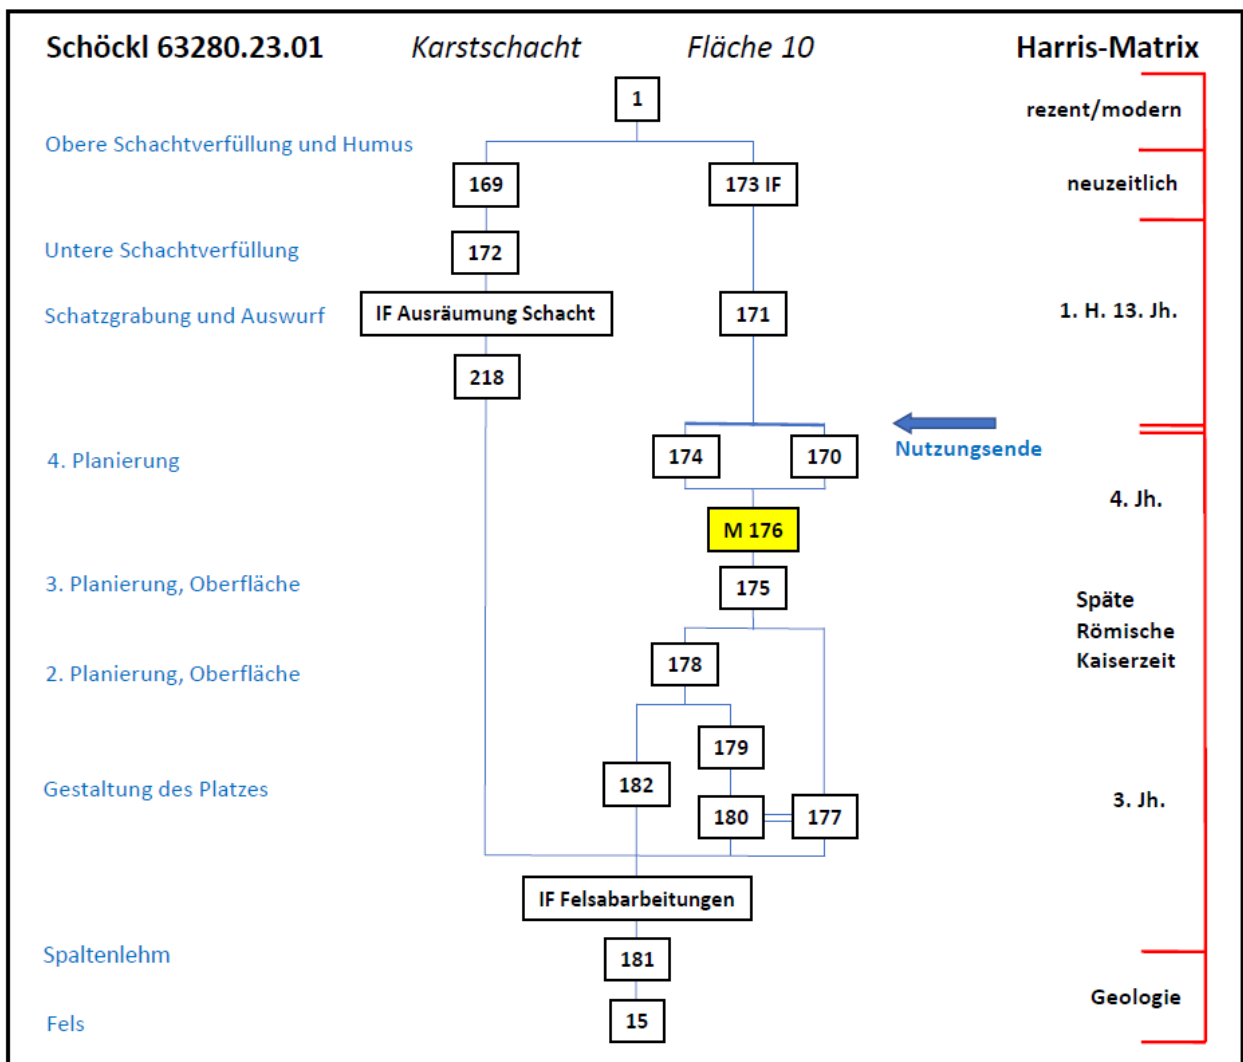 Schöckl 63280.23.01 Karstschacht Fläche 10 Harris-Matrix
1
rezent/modern
Obere Schachtverfüllung und Humus
169 173 IF neuzeitlich
Untere Schachtverfüllung 172
Schatzgrabung und Auswurf IF Ausräumung Schacht 171 1. H. 13. Jh.
218
Nutzungsende
4. Planierung 174 170
4. Jh.
M 176
3. Planierung, Oberfläche 175
Späte
Römische
Kaiserzeit
2. Planierung, Oberfläche 178
179
Gestaltung des Platzes 182 3. Jh.
180 177
IF Felsabarbeitungen
Spaltenlehm 181
Geologie
Fels 15